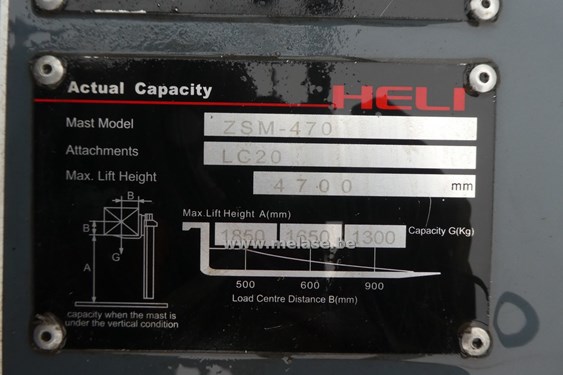 Actual Capacity HELI
Mast Model ZSM-470
Attachments LC20
Max. Lift Height 4700 mm
B
B
A
G
Max.Lift Height A(mm)
1850 1650 1300 Capacity G(Kg)
www.melase.be
500 600 900
Load Centre Distance B(mm)
capacity when the mast is
under the vertical condition